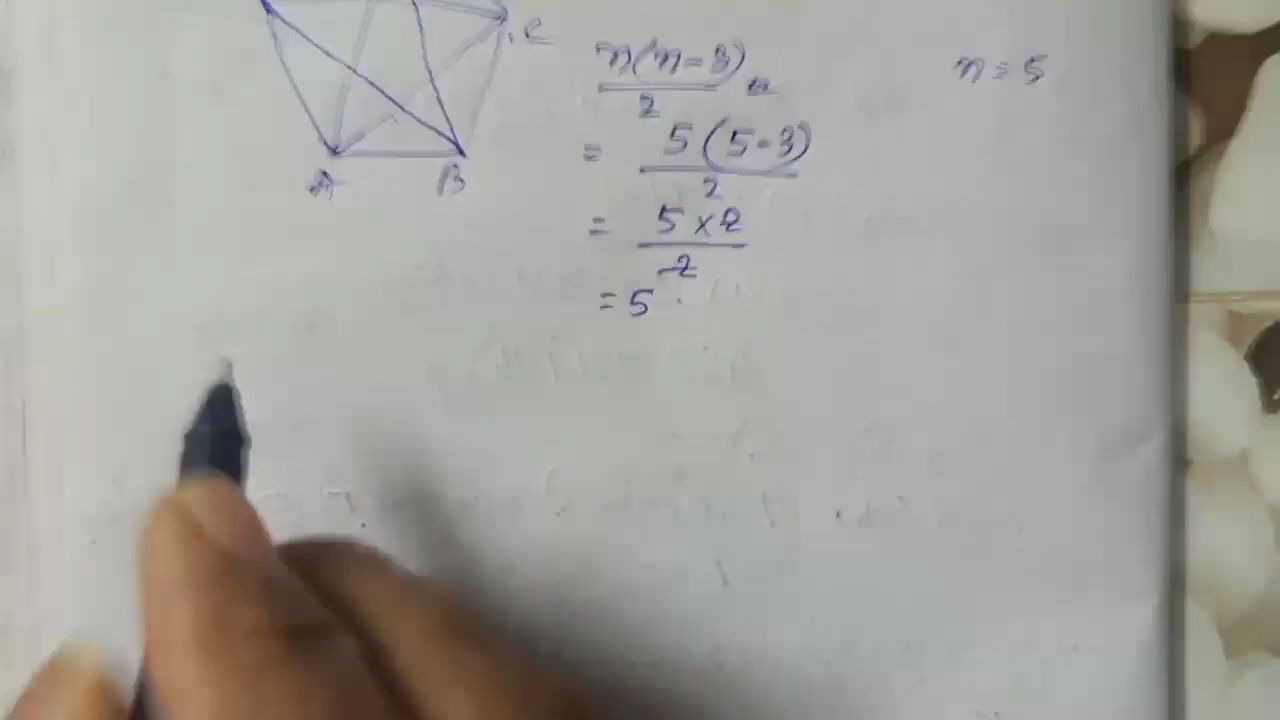 C
n(n-3)/2 n=5
= 5(5-3)/2
= 5×2/2
= 5
A B